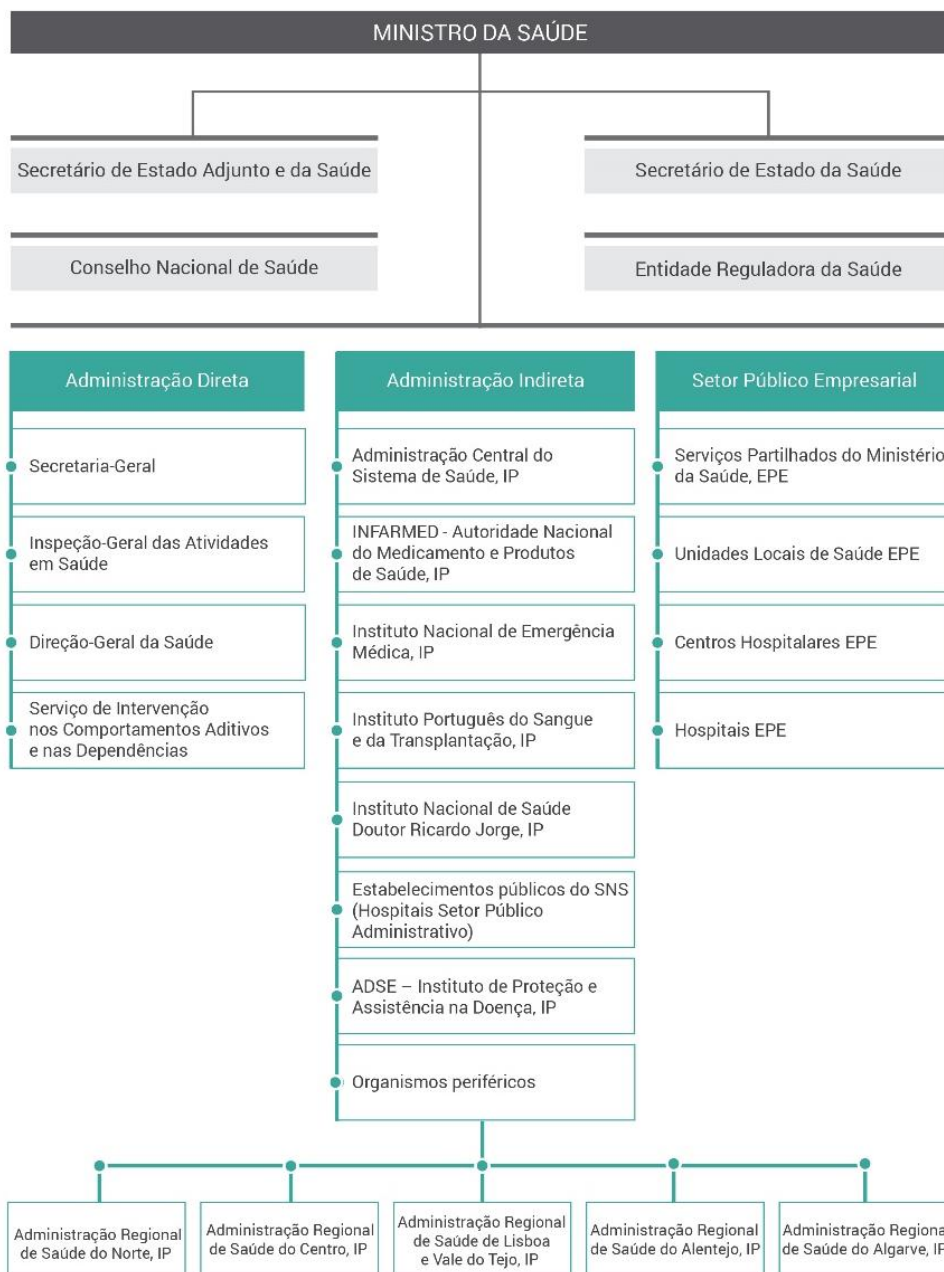 MINISTRO DA SAÚDE
Secretário de Estado Adjunto e da Saúde
Secretário de Estado da Saúde
Conselho Nacional de Saúde
Entidade Reguladora da Saúde
Administração Direta
Secretaria-Geral
Inspeção-Geral das Atividades
em Saúde
Direção-Geral da Saúde
Serviço de Intervenção
nos Comportamentos Aditivos
e nas Dependências
Administração Indireta
Administração Central do
Sistema de Saúde, IP
INFARMED - Autoridade Nacional
do Medicamento e Produtos
de Saúde, IP
Instituto Nacional de Emergência
Médica, IP
Instituto Português do Sangue
e da Transplantação, IP
Instituto Nacional de Saúde
Doutor Ricardo Jorge, IP
Estabelecimentos públicos do SNS
(Hospitais Setor Público
Administrativo)
ADSE – Instituto de Proteção e
Assistência na Doença, IP
Organismos periféricos
Setor Público Empresarial
Serviços Partilhados do Ministério
da Saúde, EPE
Unidades Locais de Saúde EPE
Centros Hospitalares EPE
Hospitais EPE
Administração Regional
de Saúde do Norte, IP
Administração Regional
de Saúde do Centro, IP
Administração Regional
de Saúde de Lisboa
e Vale do Tejo, IP
Administração Regional
de Saúde do Alentejo, IP
Administração Regional
de Saúde do Algarve, IP